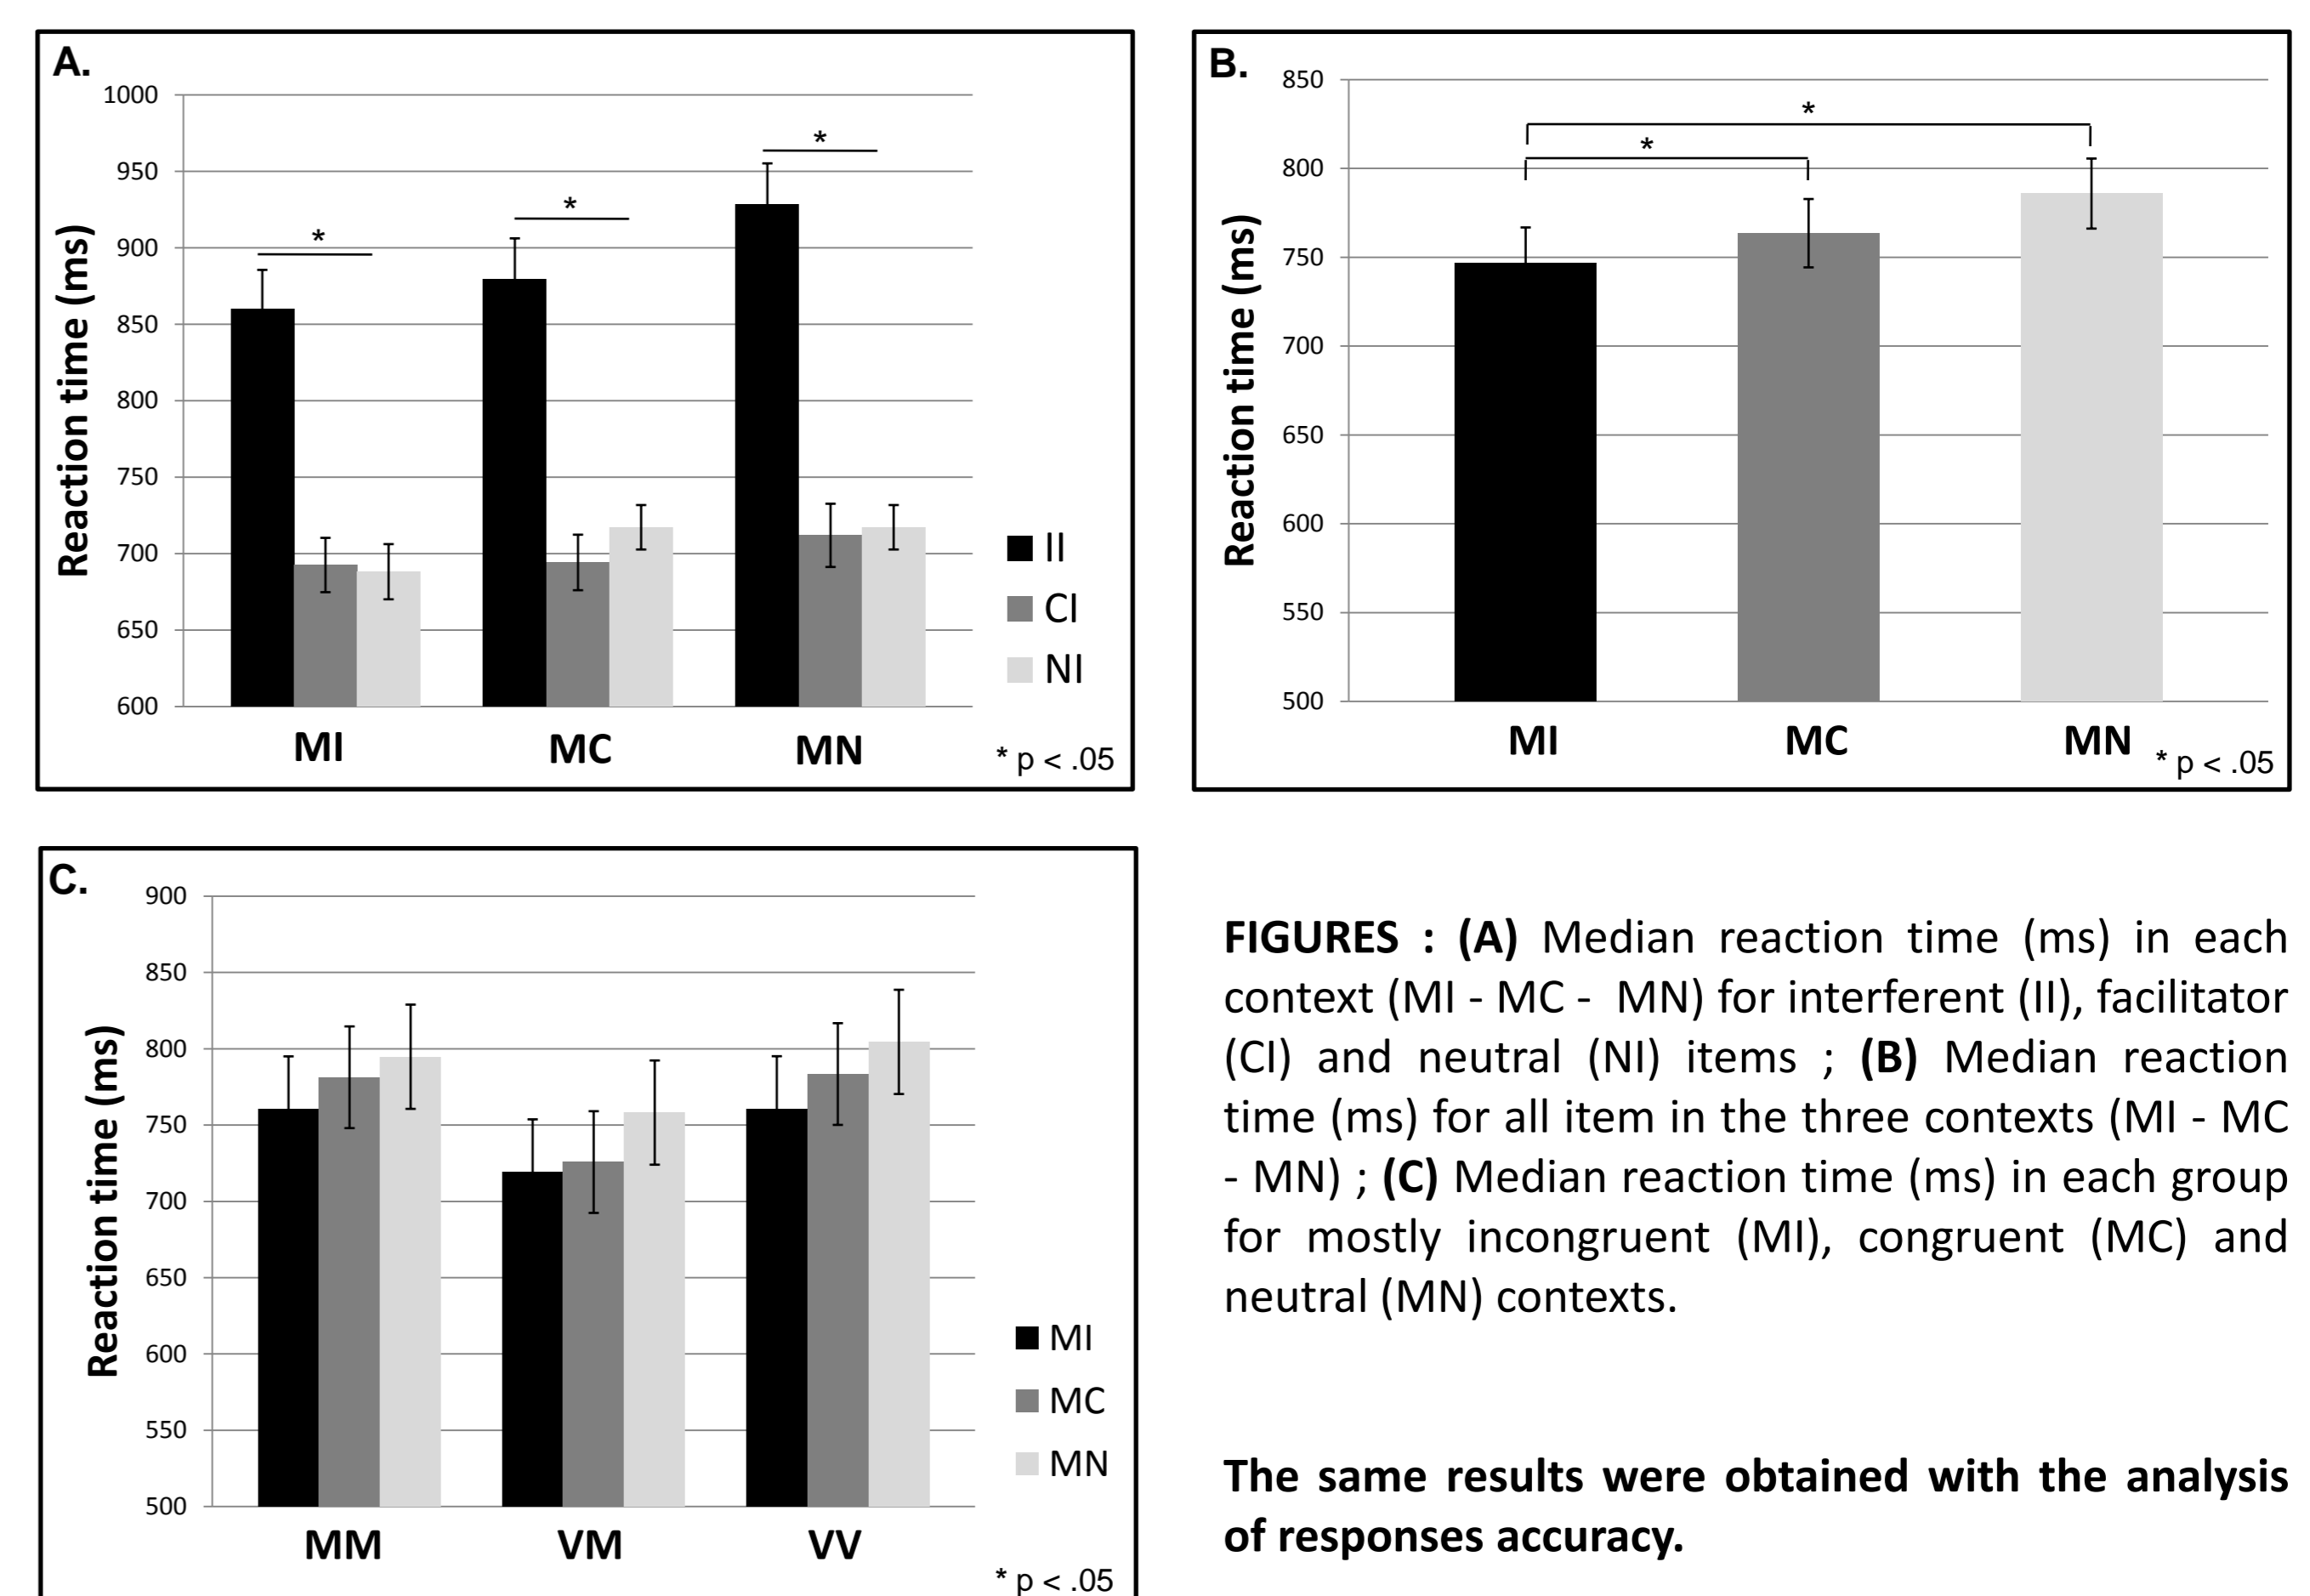 A.
1000
950
900
850
800
750
700
650
600
Reaction time (ms)
*
*
*
II
CI
NI
MI MC MN
* p < .05
B.
850
800
750
700
650
600
550
500
Reaction time (ms)
*
*
MI MC MN
* p < .05
C.
900
850
800
750
700
650
600
550
500
Reaction time (ms)
MI
MC
MN
MM VM VV
* p < .05
FIGURES : (A) Median reaction time (ms) in each
context (MI - MC - MN) for interferent (II), facilitator
(CI) and neutral (NI) items ; (B) Median reaction
time (ms) for all item in the three contexts (MI - MC
- MN) ; (C) Median reaction time (ms) in each group
for mostly incongruent (MI), congruent (MC) and
neutral (MN) contexts.
The same results were obtained with the analysis
of responses accuracy.